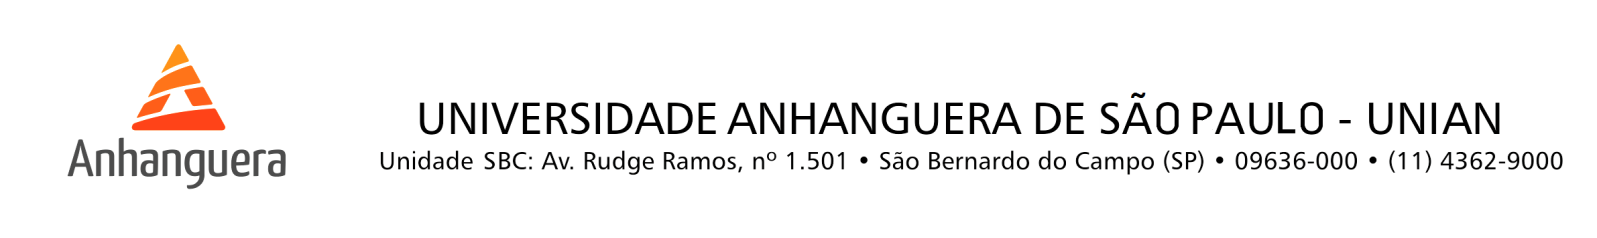 Anhanguera
UNIVERSIDADE ANHANGUERA DE SÃO PAULO - UNIAN
Unidade SBC: Av. Rudge Ramos, nº 1.501 • São Bernardo do Campo (SP) • 09636-000 • (11) 4362-9000